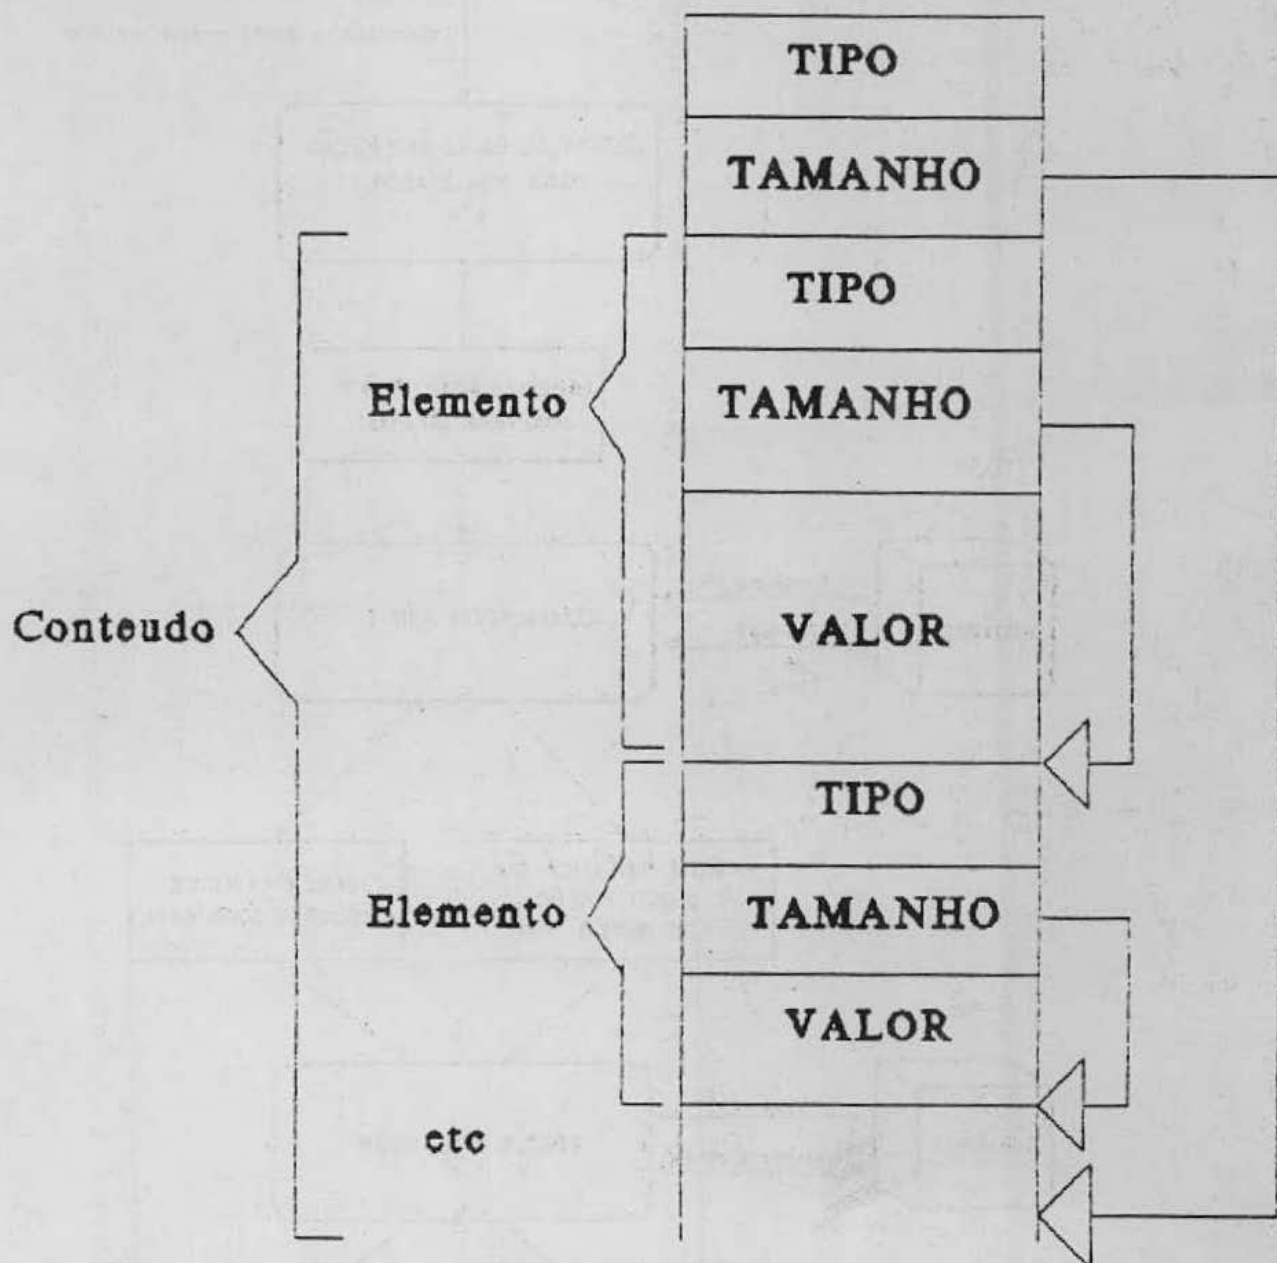 TIPO
TAMANHO
TIPO
Elemento
TAMANHO
Conteudo
VALOR
TIPO
Elemento
TAMANHO
VALOR
etc